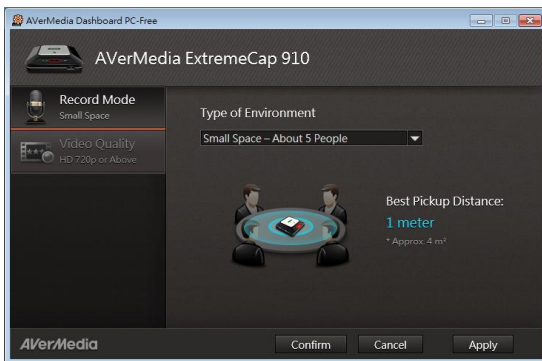 AVerMedia Dashboard PC-Free
AVerMedia ExtremeCap 910
Record Mode
Small Space
Video Quality
HD 720p or Above
Type of Environment
Small Space – About 5 People
Best Pickup Distance:
1 meter
* Approx. 4 m²
AVerMedia
Confirm
Cancel
Apply